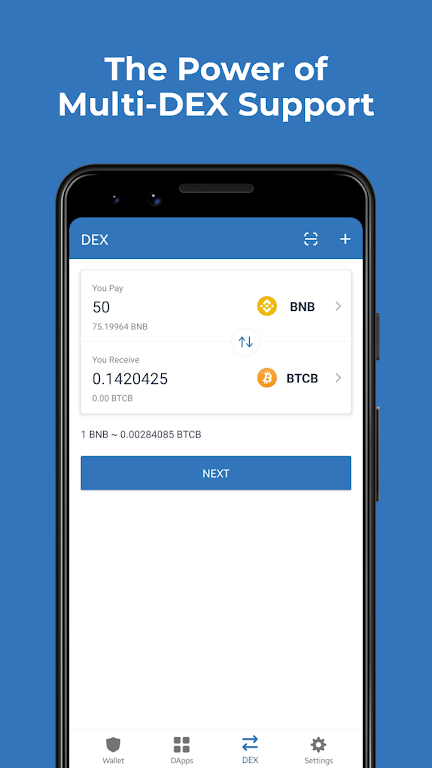 The Power of
Multi-DEX Support
DEX
You Pay
50
BNB
75.19964 BNB
You Receive
0.1420425
BTCB
0.00 BTCB
1 BNB ~ 0.00284085 BTCB
NEXT
Wallet
DApps
DEX
Settings